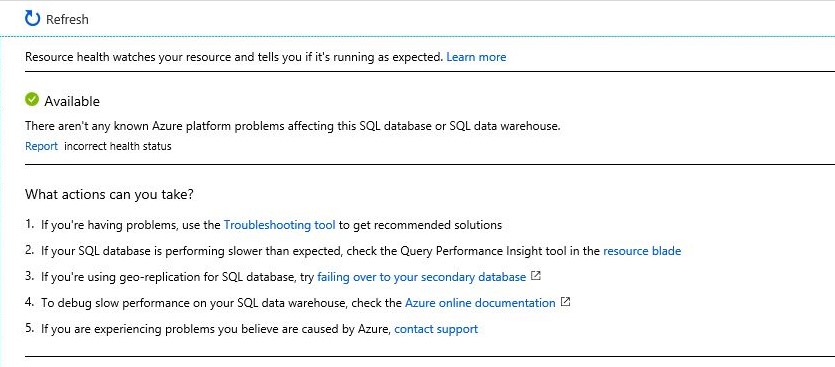 Refresh
Resource health watches your resource and tells you if it's running as expected. Learn more
Available
There aren't any known Azure platform problems affecting this SQL database or SQL data warehouse.
Report incorrect health status
What actions can you take?
1. If you're having problems, use the Troubleshooting tool to get recommended solutions
2. If your SQL database is performing slower than expected, check the Query Performance Insight tool in the resource blade
3. If you're using geo-replication for SQL database, try failing over to your secondary database
4. To debug slow performance on your SQL data warehouse, check the Azure online documentation
5. If you are experiencing problems you believe are caused by Azure, contact support